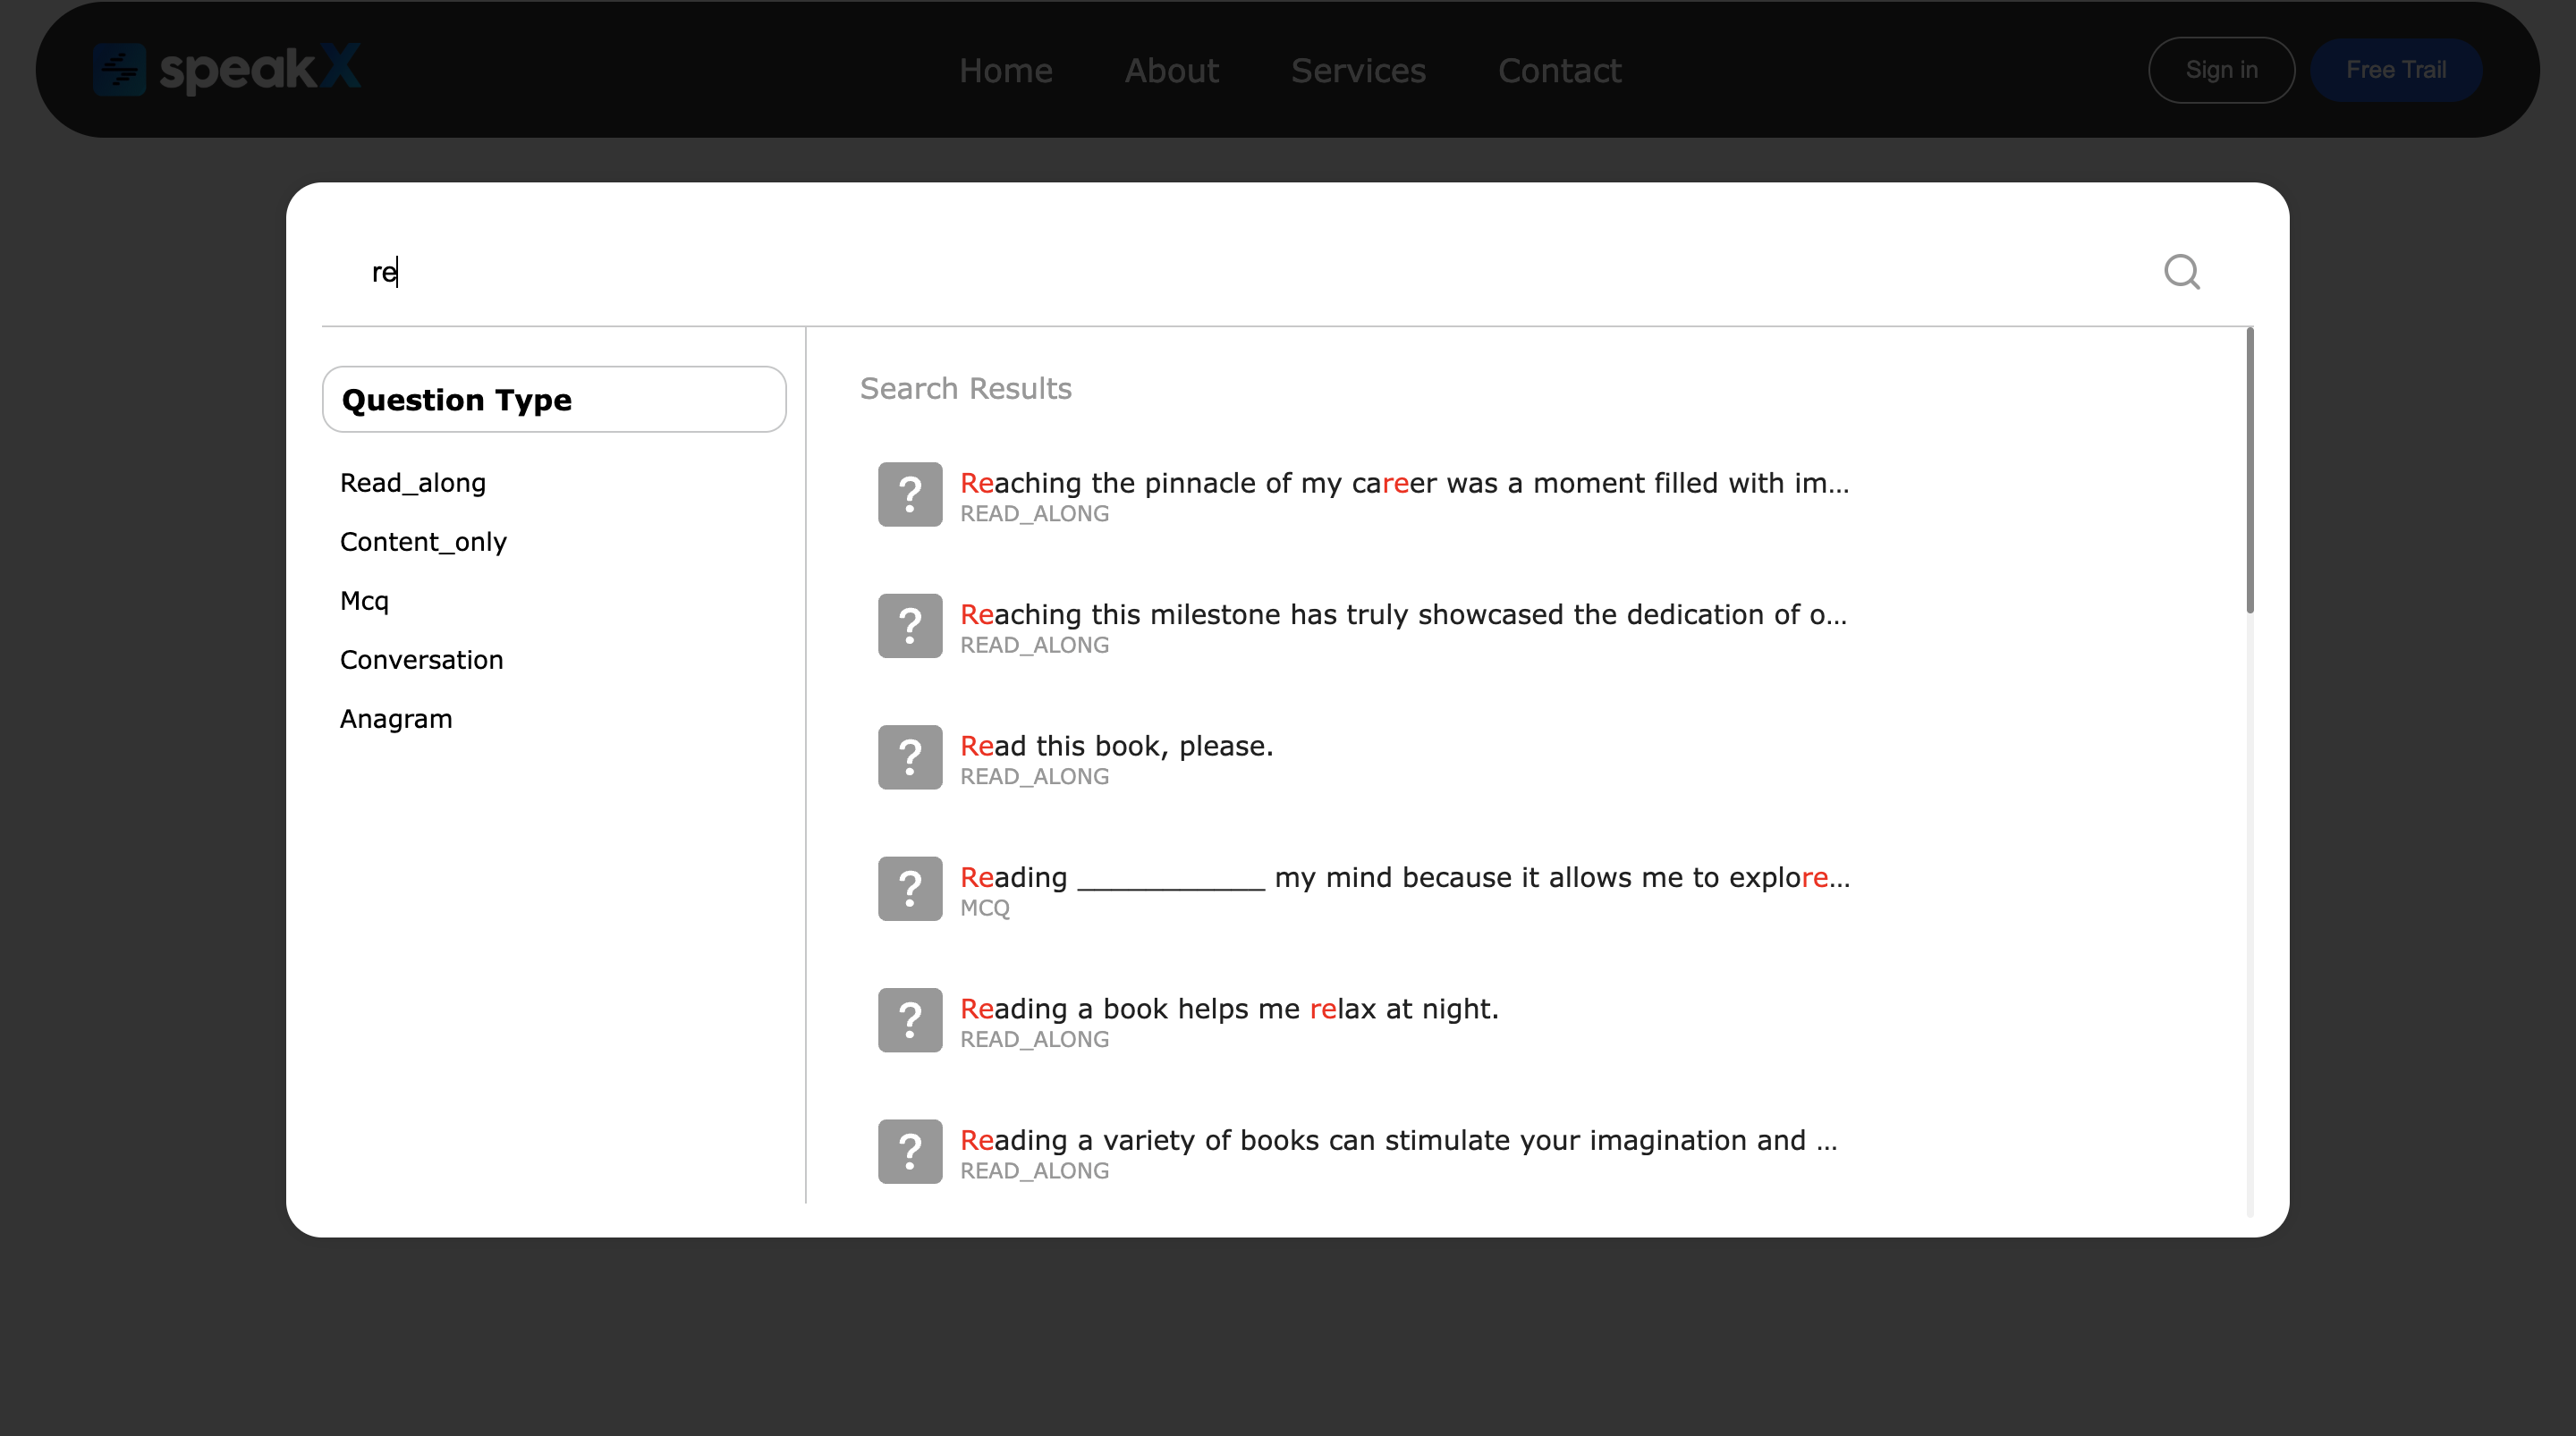 speakX
Home About Services Contact
Sign in
Free Trail
re
Question Type
Read_along
Content_only
Mcq
Conversation
Anagram
Search Results
? Reaching the pinnacle of my career was a moment filled with im...
READ_ALONG
? Reaching this milestone has truly showcased the dedication of o...
READ_ALONG
? Read this book, please.
READ_ALONG
? Reading ____________ my mind because it allows me to explore...
MCQ
? Reading a book helps me relax at night.
READ_ALONG
? Reading a variety of books can stimulate your imagination and ...
READ_ALONG